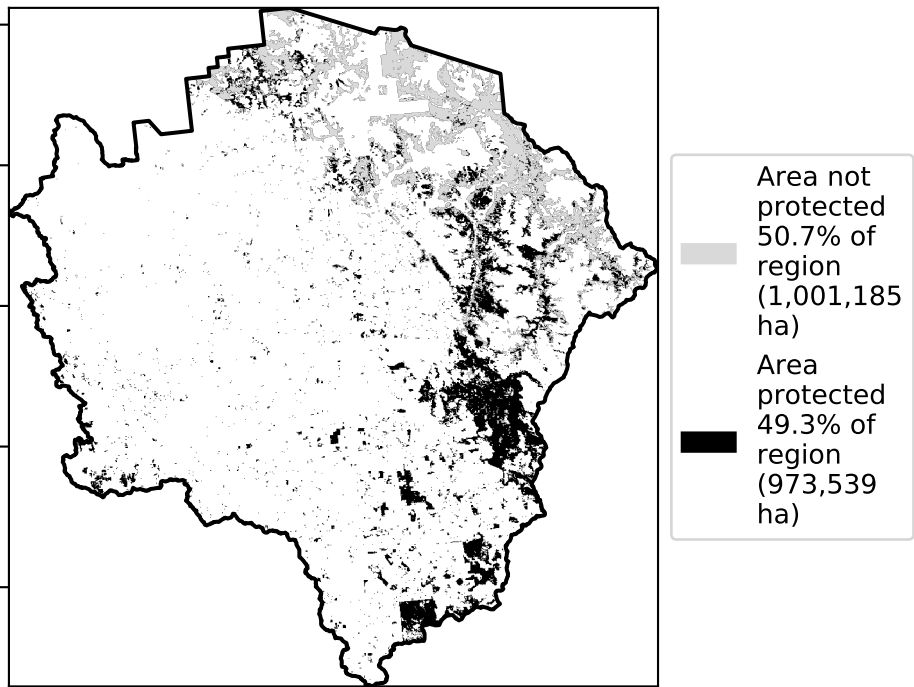 Area not
protected
50.7% of
region
(1,001,185
ha)
Area
protected
49.3% of
region
(973,539
ha)